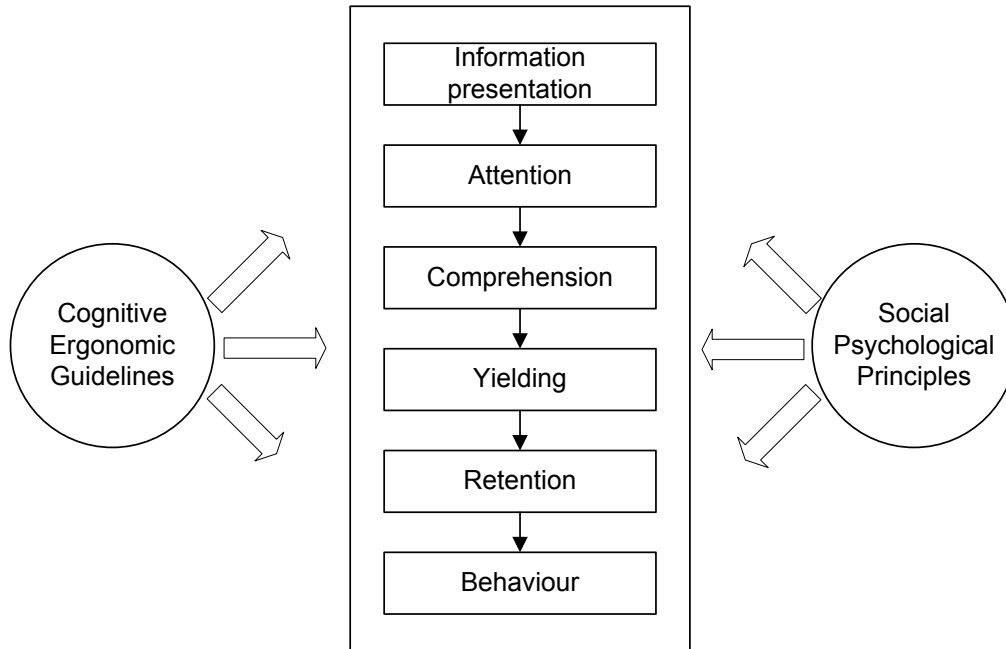 Information
presentation
Attention
Comprehension
Yielding
Retention
Behaviour
Cognitive
Ergonomic
Guidelines
Social
Psychological
Principles